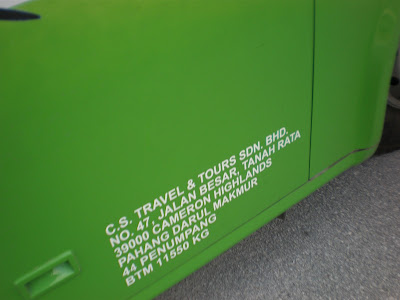 C.S. TRAVEL & TOURS SDN. BHD.
NO. 47, JALAN BESAR, TANAH RATA
39000 CAMERON HIGHLANDS
PAHANG DARUL MAKMUR
44 PENUMPANG
BTM 11550 KG